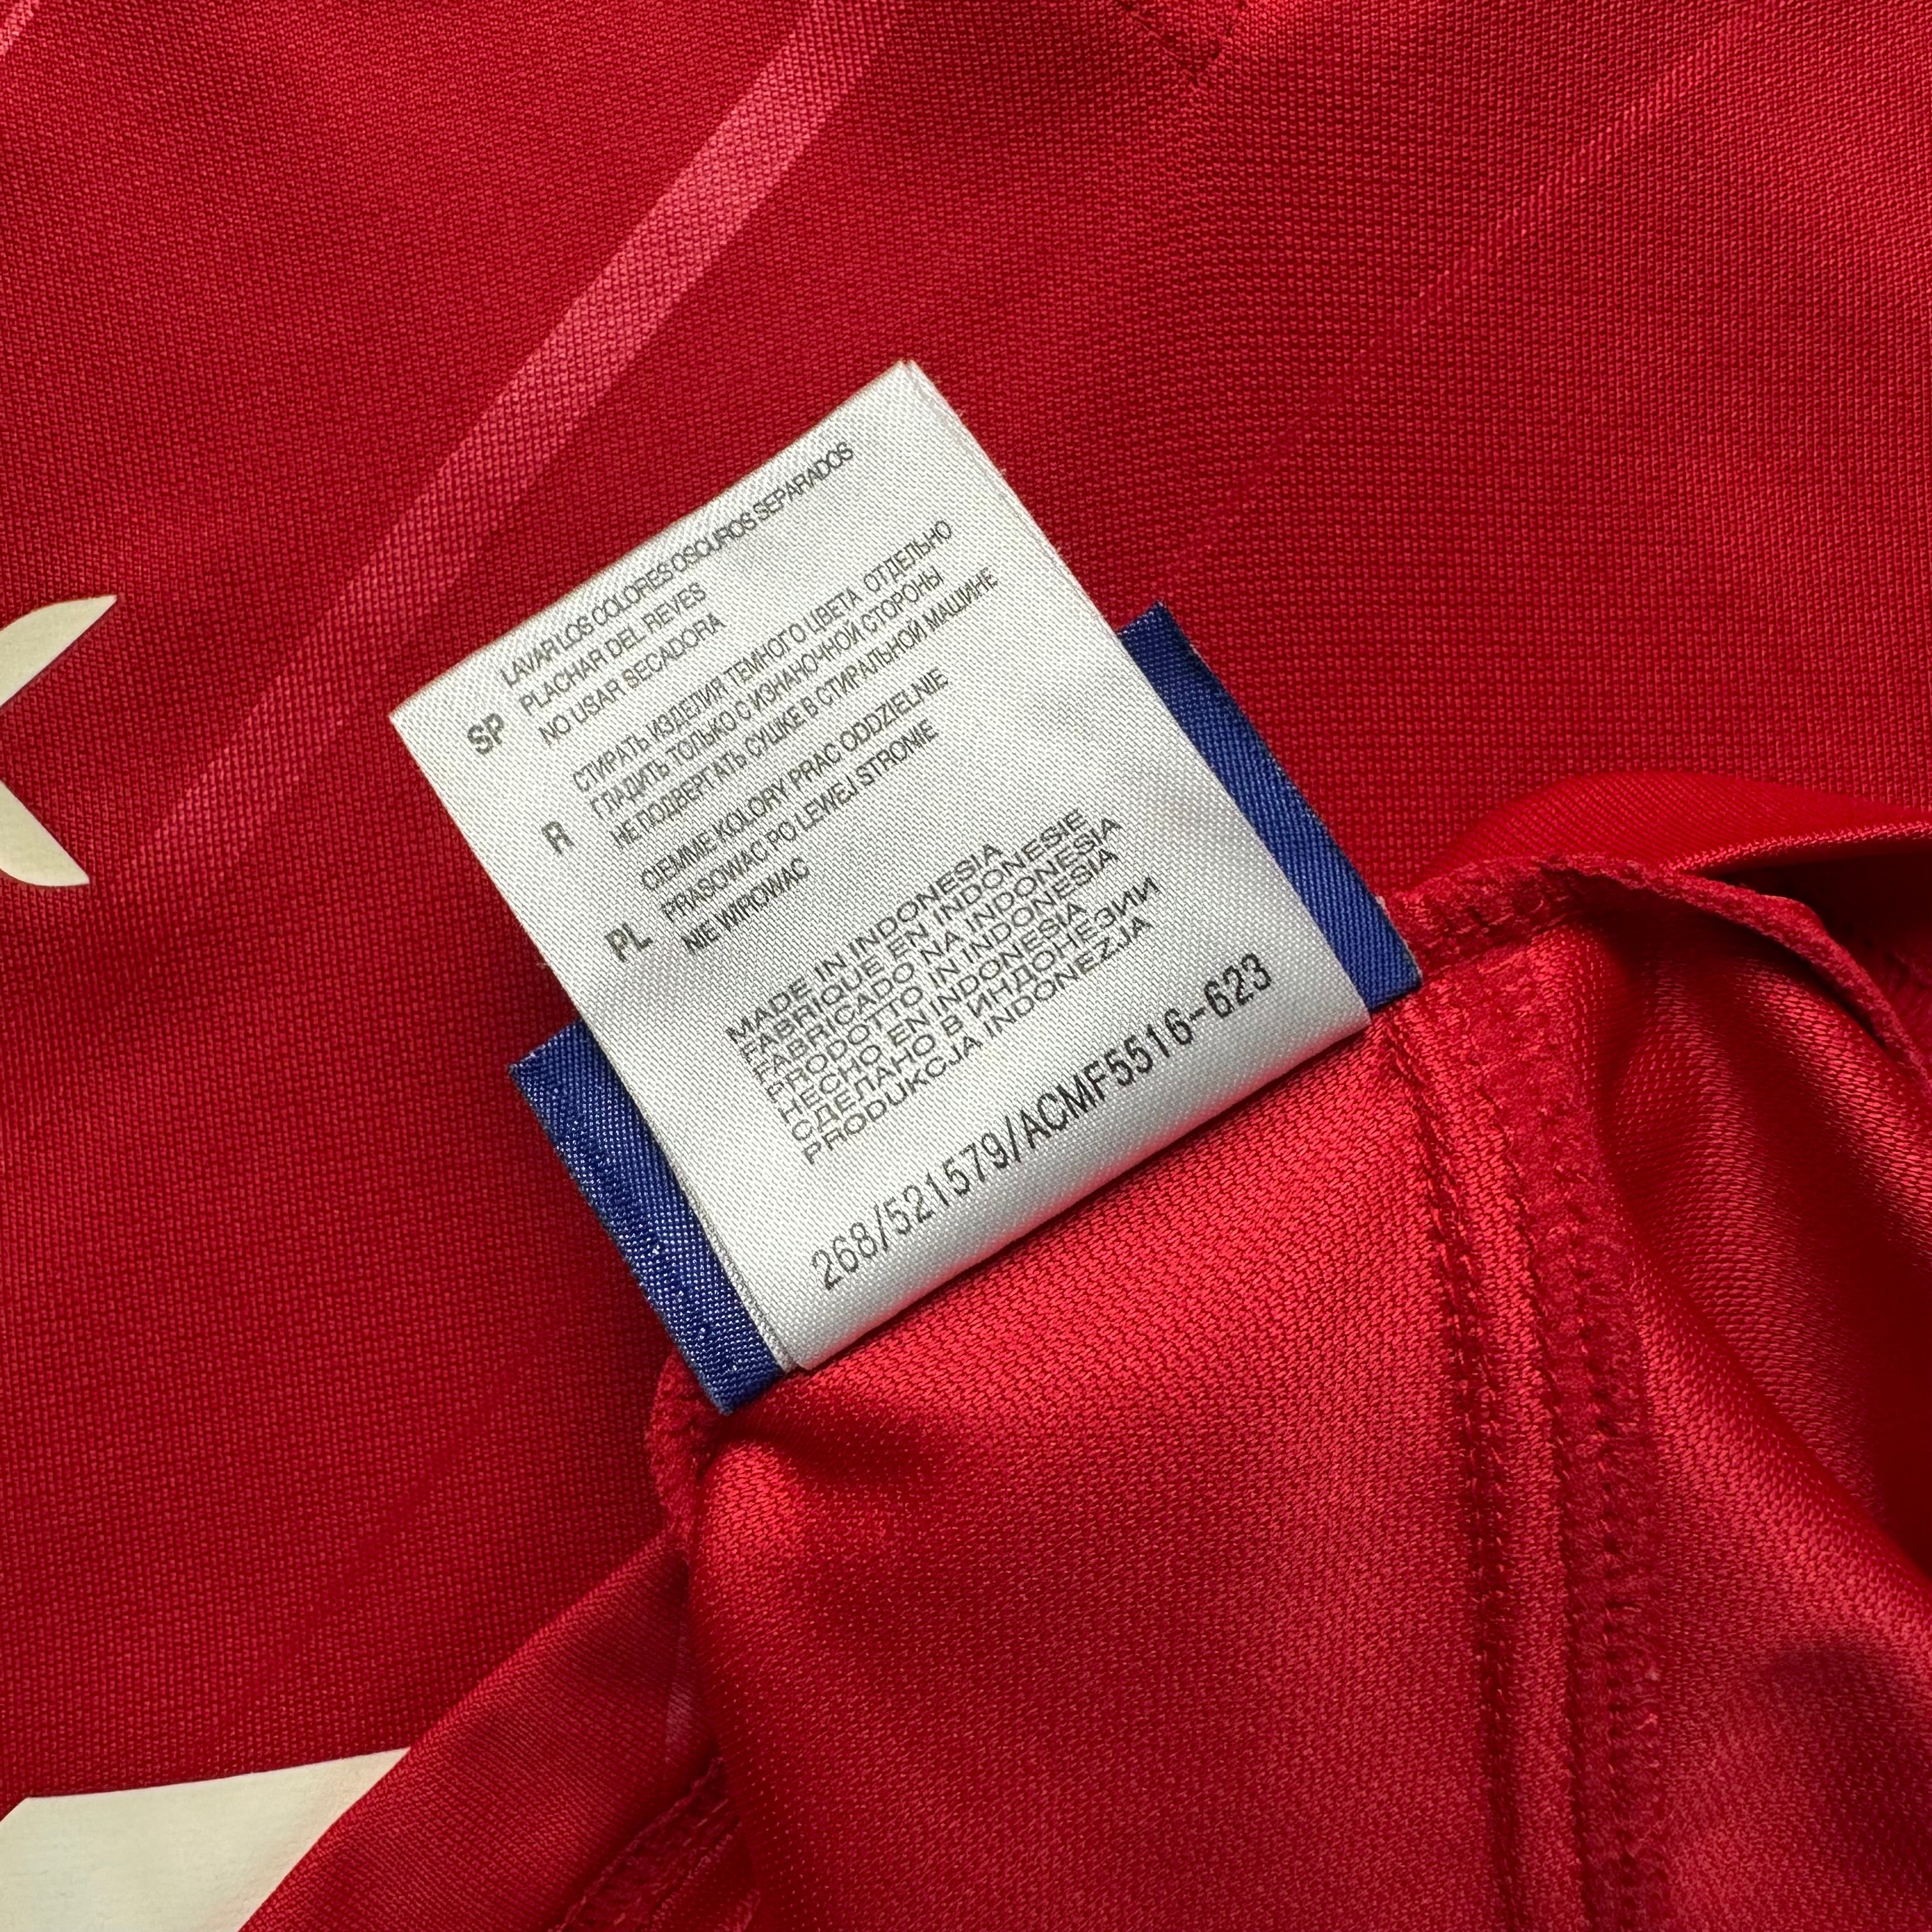 LAVAR LOS COLORES OSCUROS SEPARADOS
SP PLACHAR DEL REVES
NO USAR SECADORA
СТИРАТЬ ИЗДЕЛИЯ ТЕМНОГО ЦВЕТА ОТДЕЛЬНО
R ГЛАДИТЬ ТОЛЬКО С ИЗНАНОЧНОЙ СТОРОНЫ
НЕ ПОДВЕРГАТЬ СУШКЕ В СТИРАЛЬНОЙ МАШИНЕ
CIEMNIE KOLORY PRAC ODDZIELNIE
PL PRASOWAC PO LEWEJ STRONIE
NIE WIROWAC
MADE IN INDONESIA
FABRIQUE EN INDONESIE
FABRICADO NA INDONESIA
PRODOTTO IN INDONESIA
HECHO EN INDONESIA
СДЕЛАНО В ИНДОНЕЗИИ
PRODUKCJA INDONEZJA
268/521579/ACMF5516-623